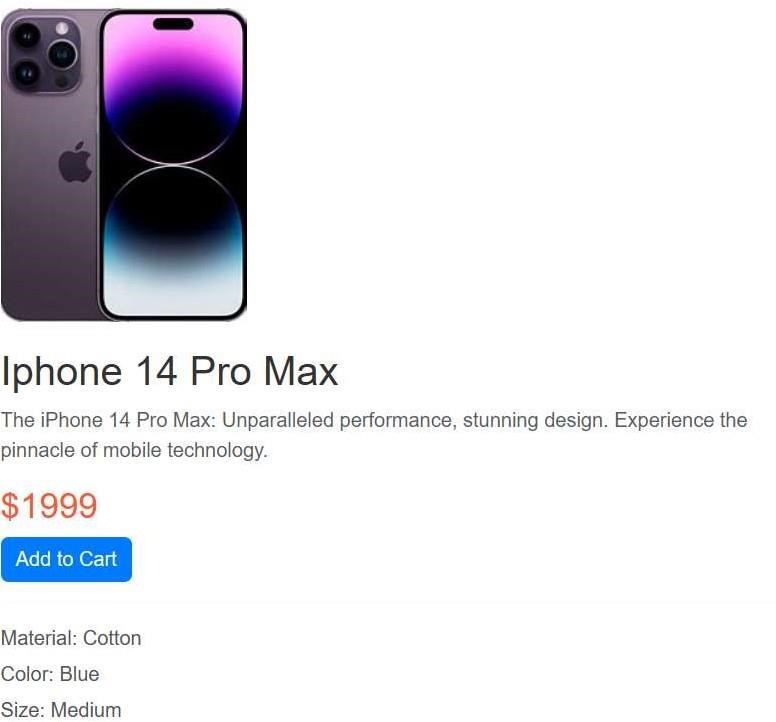 Iphone 14 Pro Max
The iPhone 14 Pro Max: Unparalleled performance, stunning design. Experience the
pinnacle of mobile technology.
$1999
Add to Cart
Material: Cotton
Color: Blue
Size: Medium